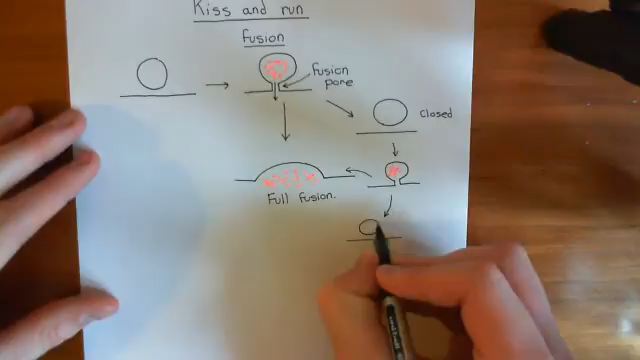 Kiss and run
fusion
fusion
pore
closed
Full fusion.